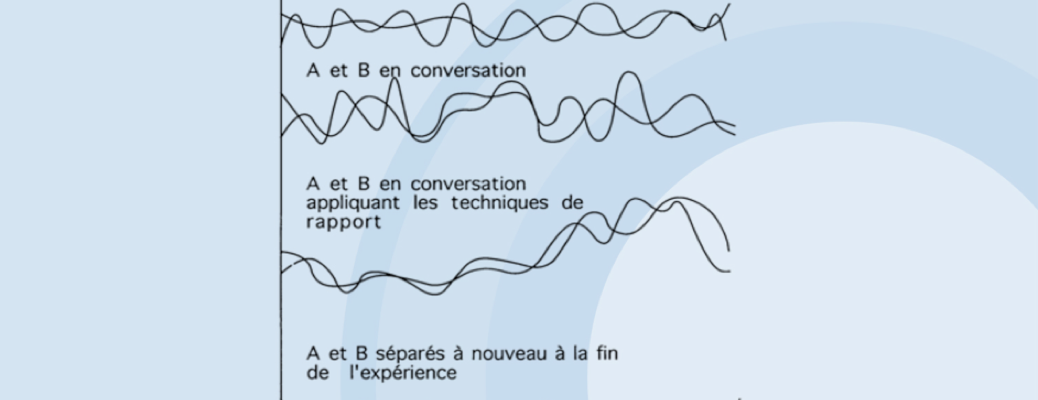 A et B en conversation
A et B en conversation
appliquant les techniques de
rapport
A et B séparés à nouveau à la fin
de l'expérience